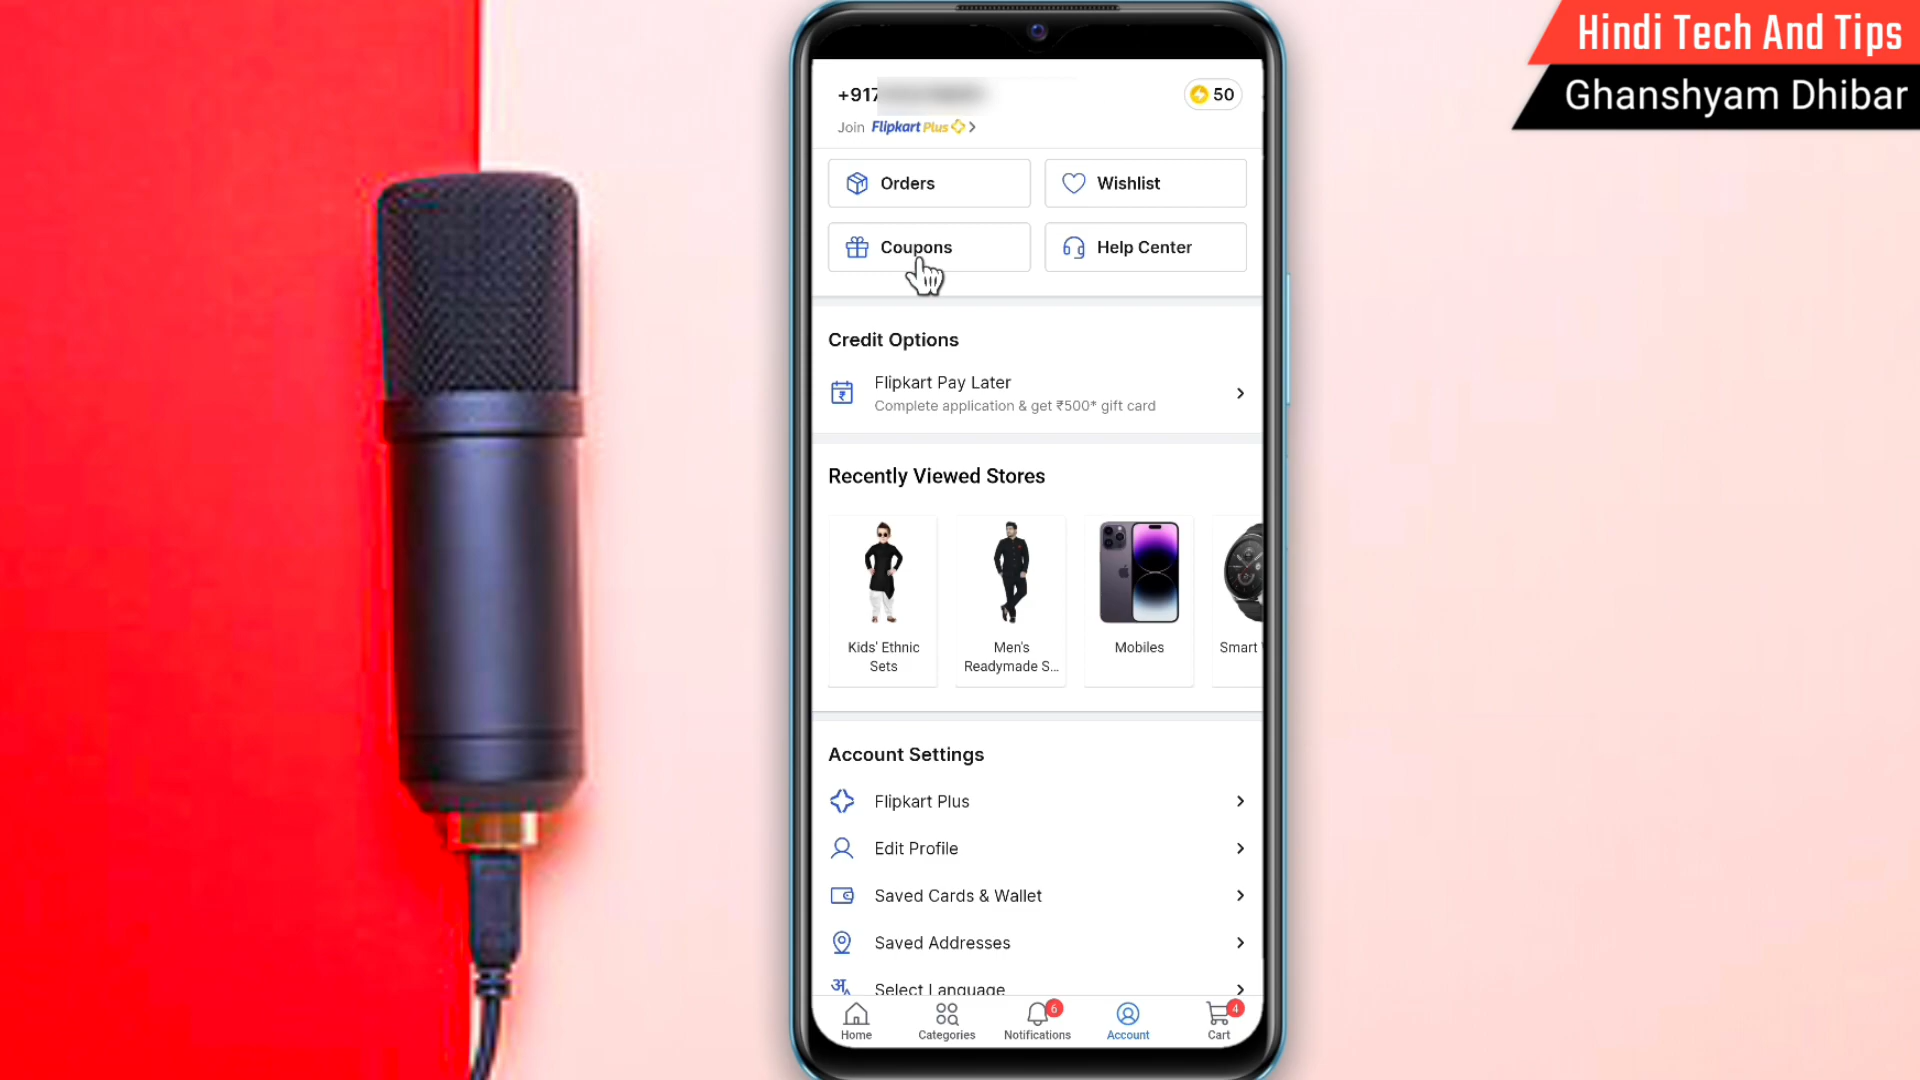 Hindi Tech And Tips
Ghanshyam Dhibar
+917
50
Join Flipkart Plus
Orders
Wishlist
Coupons
Help Center
Credit Options
Flipkart Pay Later
Complete application & get ₹500* gift card
Recently Viewed Stores
Kids' Ethnic
Sets
Men's
Readymade S...
Mobiles
Smart
Account Settings
Flipkart Plus
Edit Profile
Saved Cards & Wallet
Saved Addresses
Select Language
6
4
Home
Categories
Notifications
Account
Cart